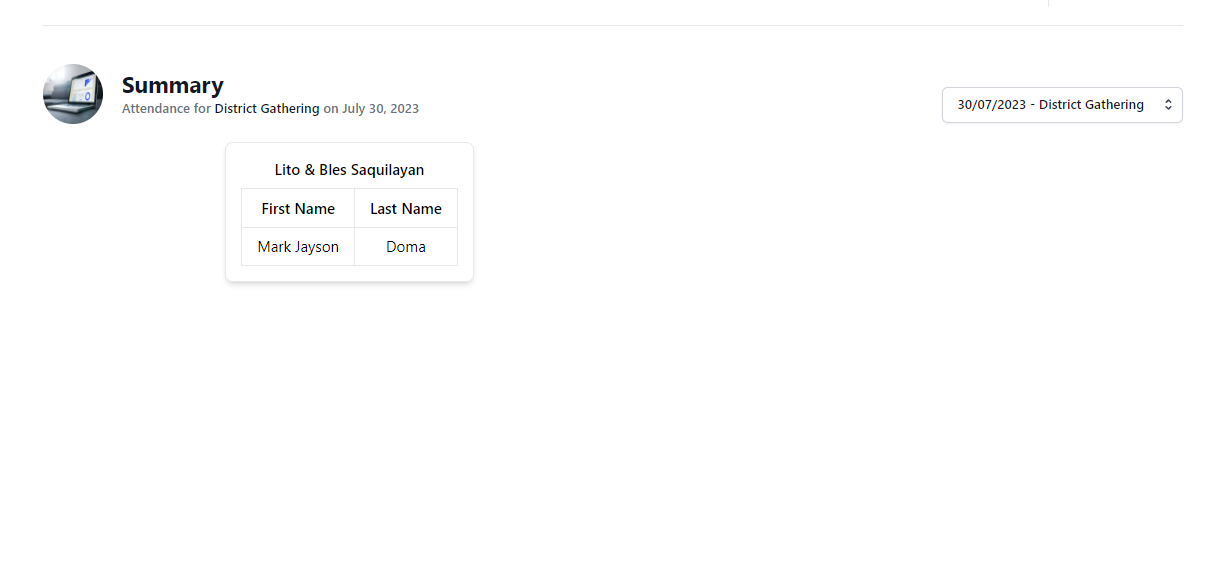 Summary
Attendance for District Gathering on July 30, 2023
30/07/2023 - District Gathering
Lito & Bles Saquilayan
First Name Last Name
Mark Jayson Doma